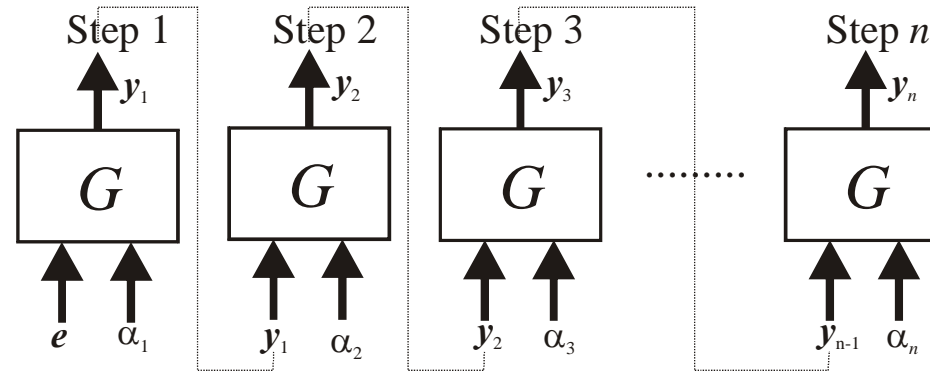 Step 1 Step 2 Step 3 Step n
y₁ y₂ y₃ yₙ
G G G ......... G
e α₁ y₁ α₂ y₂ α₃ yₙ₋₁ αₙ